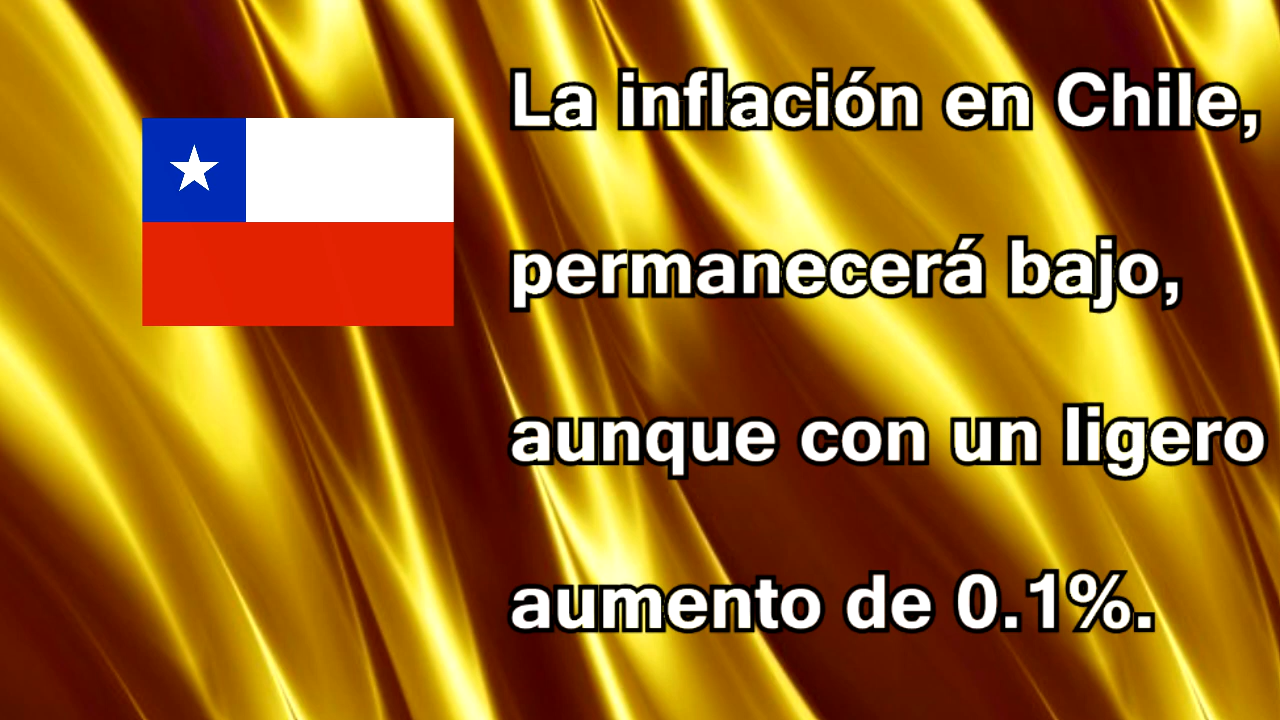 La inflación en Chile,
permanecerá bajo,
aunque con un ligero
aumento de 0.1%.